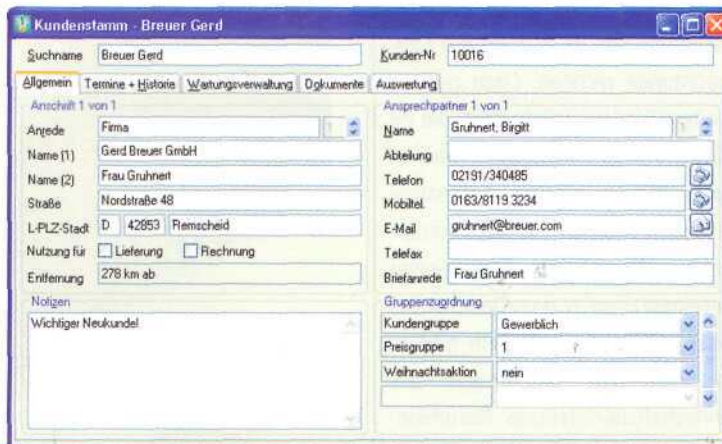 Kundenstamm - Breuer Gerd
Suchname Breuer Gerd
Kunden-Nr 10016
Allgemein Termine + Historie Wartungsverwaltung Dokumente Auswertung
Anschrift 1 von 1
Anrede Firma 1
Name (1) Gerd Breuer GmbH
Name (2) Frau Gruhnert
Straße Nordstraße 48
L-PLZ-Stadt D 42853 Remscheid
Nutzung für Lieferung Rechnung
Entfernung 278 km ab
Notizen
Wichtiger Neukunde!
Ansprechpartner 1 von 1
Name Gruhnert, Birgitt 1
Abteilung
Telefon 02191/340485
Mobiltel. 0163/8119 3234
E-Mail gruhnert@breuer.com
Telefax
Briefanrede Frau Gruhnert
Gruppenzuordnung
Kundengruppe Gewerblich
Preisgruppe 1
Weihnachtsaktion nein